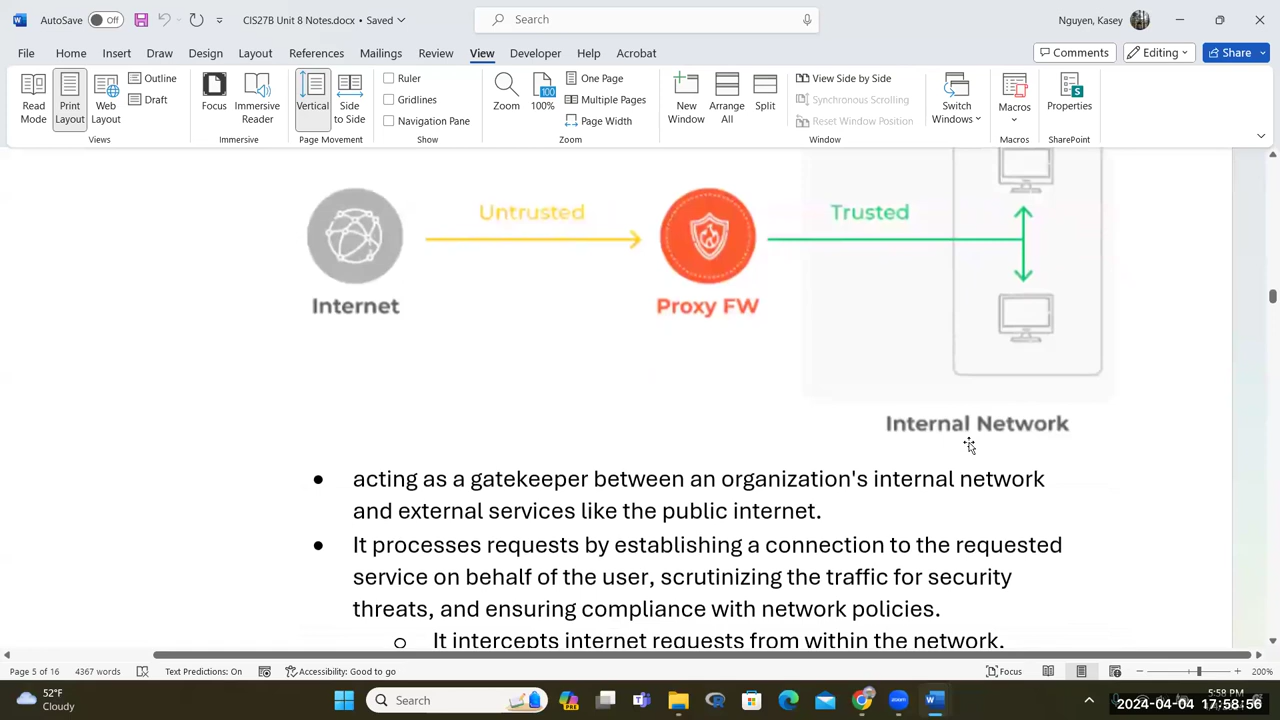 AutoSave Off CIS27B Unit 8 Notes.docx • Saved Search Nguyen, Kasey
File Home Insert Draw Design Layout References Mailings Review View Developer Help Acrobat Comments Editing Share
Read Mode
Print Layout
Web Layout
Outline
Draft
Views
Focus
Immersive Reader
Immersive
Vertical
Side to Side
Page Movement
Ruler
Gridlines
Navigation Pane
Show
Zoom
100
100%
One Page
Multiple Pages
Page Width
Zoom
New Window
Arrange All
Split
View Side by Side
Synchronous Scrolling
Reset Window Position
Window
Switch Windows
Macros
Macros
Properties
SharePoint
Untrusted Trusted
Internet Proxy FW
Internal Network
• acting as a gatekeeper between an organization's internal network
and external services like the public internet.
• It processes requests by establishing a connection to the requested
service on behalf of the user, scrutinizing the traffic for security
threats, and ensuring compliance with network policies.
o It intercepts internet requests from within the network.
Page 5 of 16 4367 words Text Predictions: On Accessibility: Good to go Focus 200%
52°F
Cloudy
Search
PRE
5:58 PM
2024-04-04 17:58:56